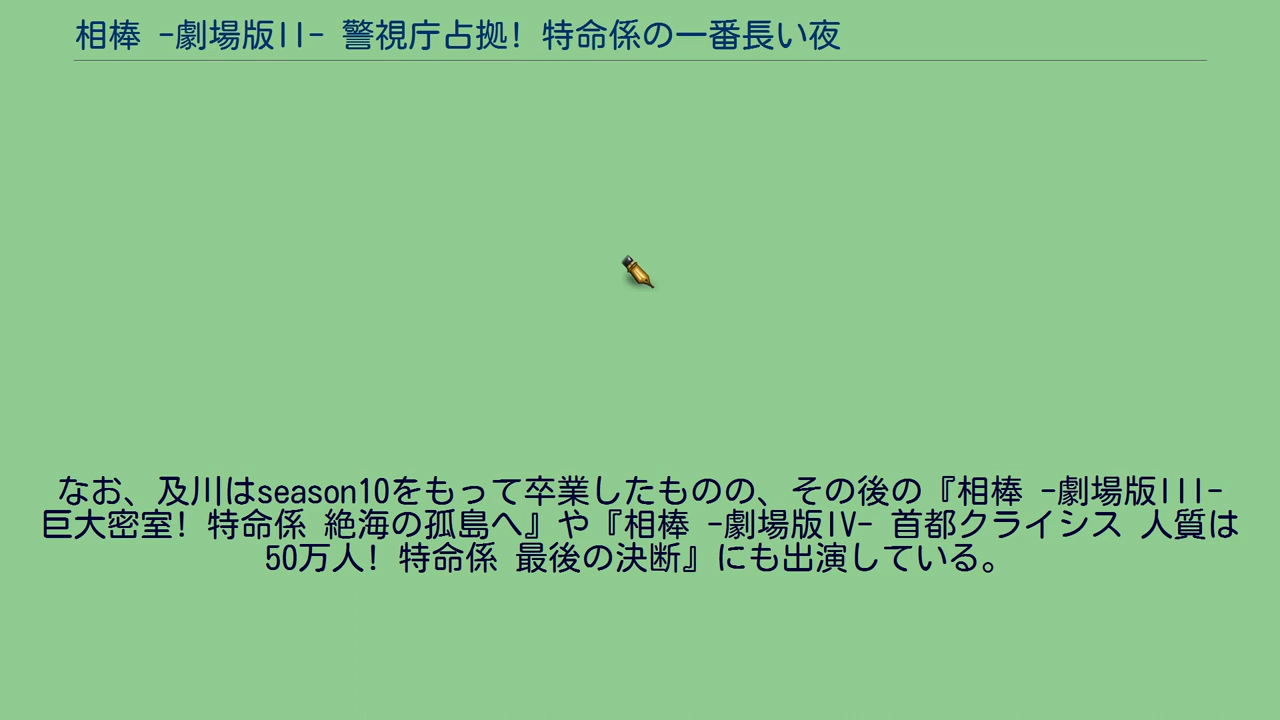 相棒 -劇場版II- 警視庁占拠! 特命係の一番長い夜
なお、及川はseason10をもって卒業したものの、その後の『相棒 -劇場版III-
巨大密室! 特命係 絶海の孤島へ』や『相棒 -劇場版IV- 首都クライシス 人質は
50万人! 特命係 最後の決断』にも出演している。